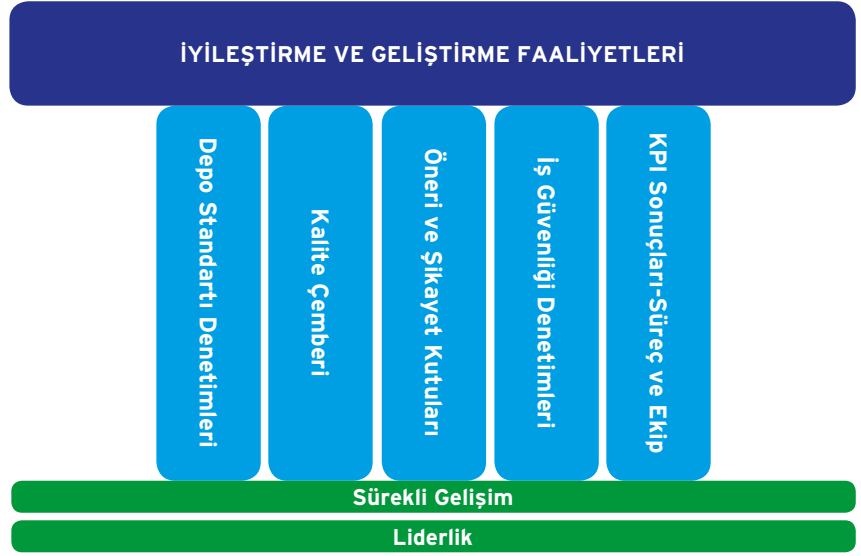 İYİLEŞTİRME VE GELİŞTİRME FAALİYETLERİ
Depo Standartı Denetimleri
Kalite Çemberi
Öneri ve Şikayet Kutuları
İş Güvenliği Denetimleri
KPI Sonuçları-Süreç ve Ekip
Sürekli Gelişim
Liderlik